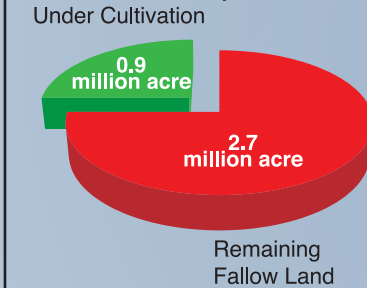 Under Cultivation
0.9
million acre
2.7
million acre
Remaining
Fallow Land